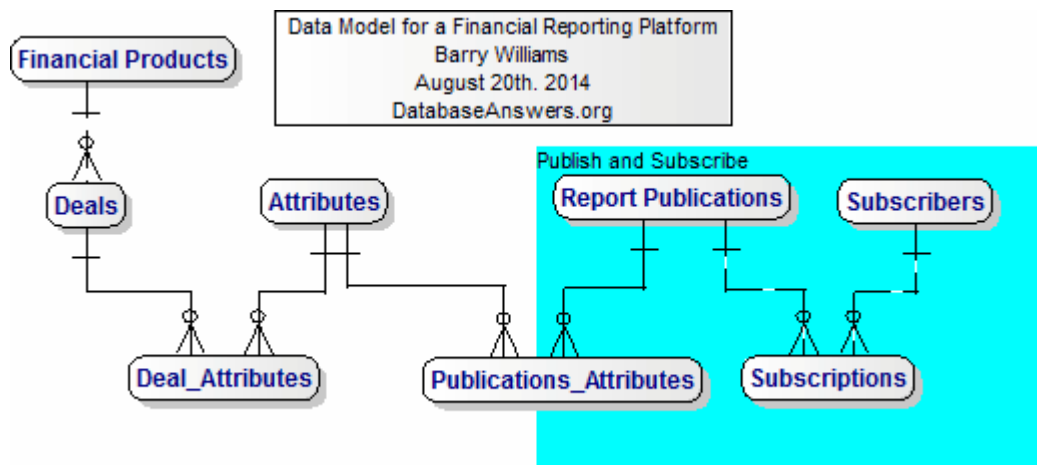 Data Model for a Financial Reporting Platform
Barry Williams
August 20th. 2014
DatabaseAnswers.org
Financial Products
Publish and Subscribe
Deals
Attributes
Report Publications
Subscribers
Deal_Attributes
Publications_Attributes
Subscriptions